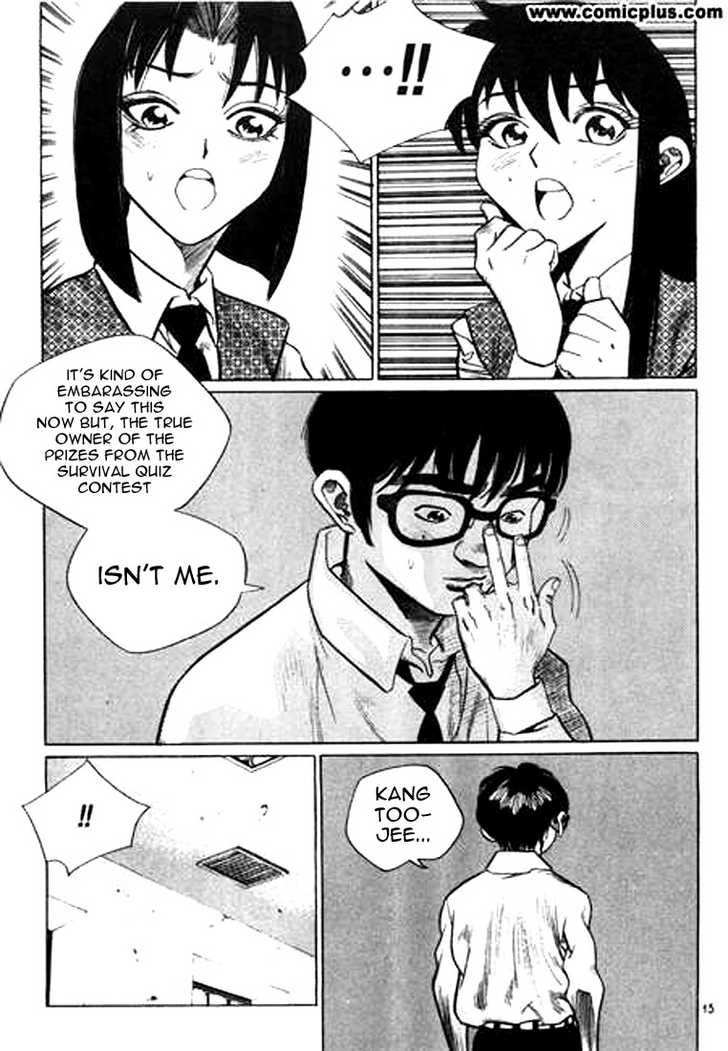 www.comicplus.com
...!!
IT'S KIND OF
EMBARASSING
TO SAY THIS
NOW BUT, THE TRUE
OWNER OF THE
PRIZES FROM THE
SURVIVAL QUIZ
CONTEST
ISN'T ME.
!!
KANG
TOO-
JEE...
15